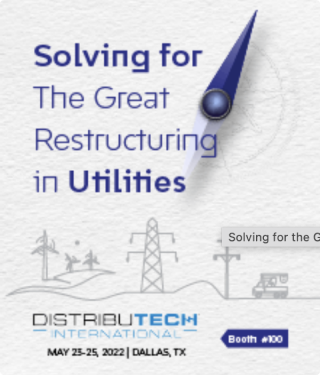 Solving for
The Great
Restructuring
in Utilities
Solving for the G
DISTRIBUTECH
INTERNATIONAL
Booth #100
MAY 23-25, 2022 | DALLAS, TX